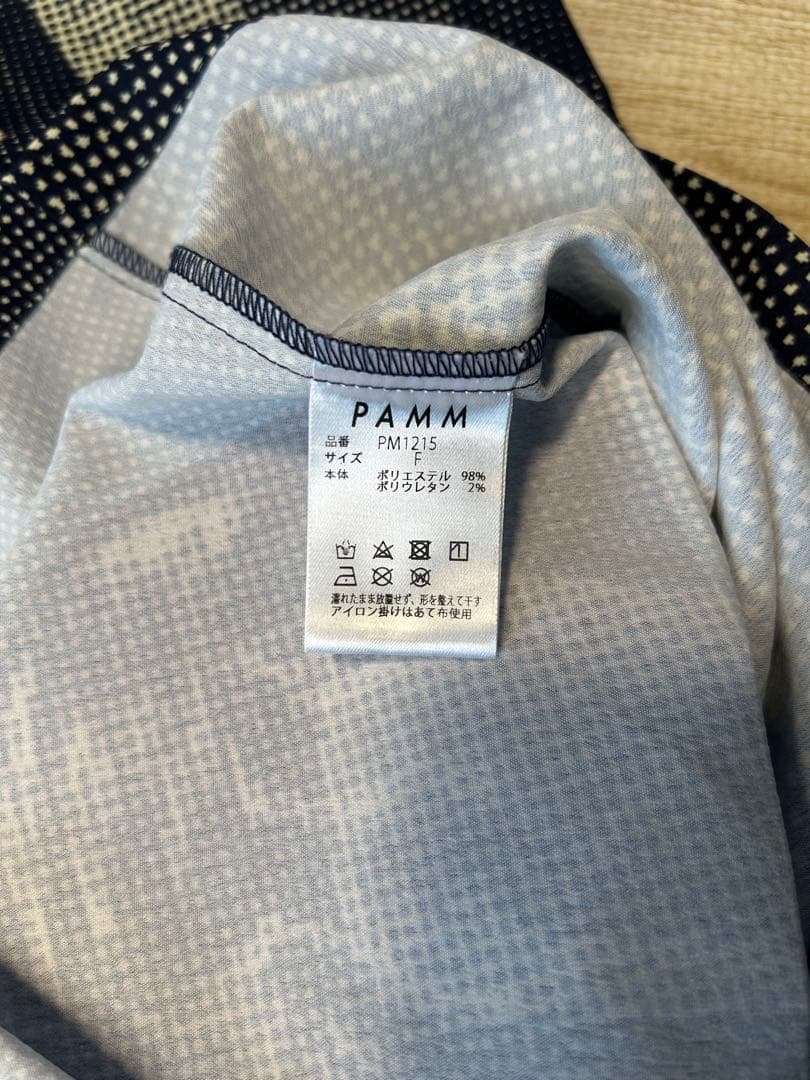 PAMM
品番 PM1215
サイズ F
本体 ポリエステル 98%
ポリウレタン 2%
濡れたまま放置せず、形を整えて干す
アイロン掛けはあて布使用